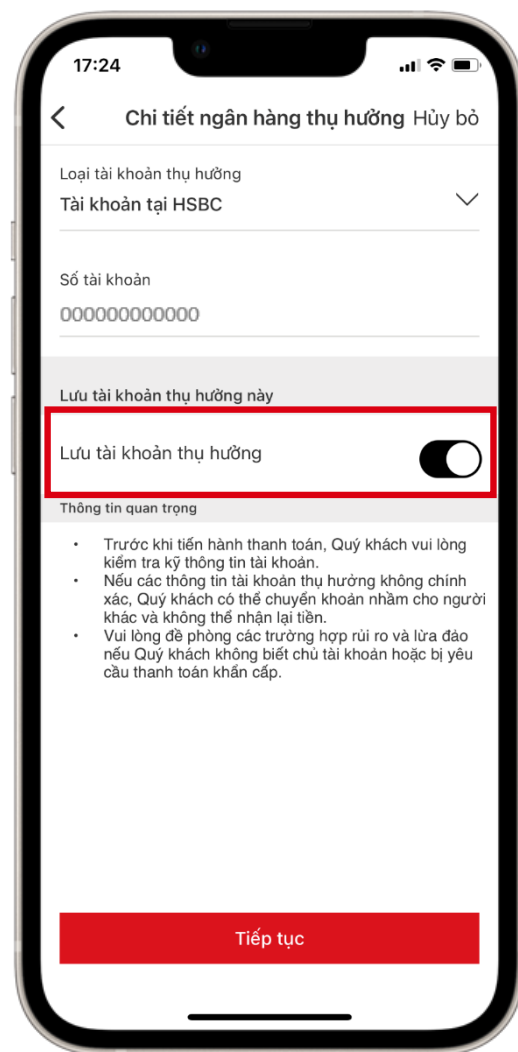 17:24
Chi tiết ngân hàng thụ hưởng Hủy bỏ
Loại tài khoản thụ hưởng
Tài khoản tại HSBC
Số tài khoản
000000000000
Lưu tài khoản thụ hưởng này
Lưu tài khoản thụ hưởng
Thông tin quan trọng
• Trước khi tiến hành thanh toán, Quý khách vui lòng
kiểm tra kỹ thông tin tài khoản.
• Nếu các thông tin tài khoản thụ hưởng không chính
xác, Quý khách có thể chuyển khoản nhầm cho người
khác và không thể nhận lại tiền.
• Vui lòng đề phòng các trường hợp rủi ro và lừa đảo
nếu Quý khách không biết chủ tài khoản hoặc bị yêu
cầu thanh toán khẩn cấp.
Tiếp tục